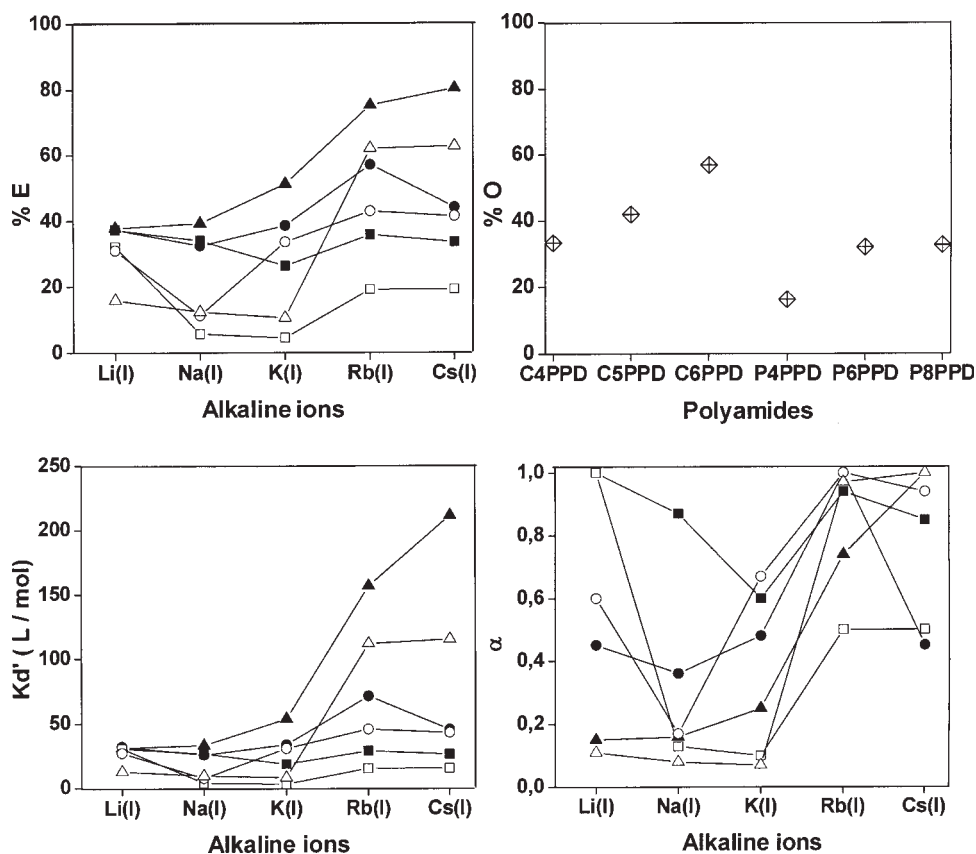 100
80
60
40
20
0
% E
Li(I) Na(I) K(I) Rb(I) Cs(I)
Alkaline ions
100
80
60
40
20
0
% O
C4PPD C5PPD C6PPD P4PPD P6PPD P8PPD
Polyamides
250
200
150
100
50
0
Kd' ( L / mol)
Li(I) Na(I) K(I) Rb(I) Cs(I)
Alkaline ions
1,0
0,8
0,6
0,4
0,2
0,0
α
Li(I) Na(I) K(I) Rb(I) Cs(I)
Alkaline ions